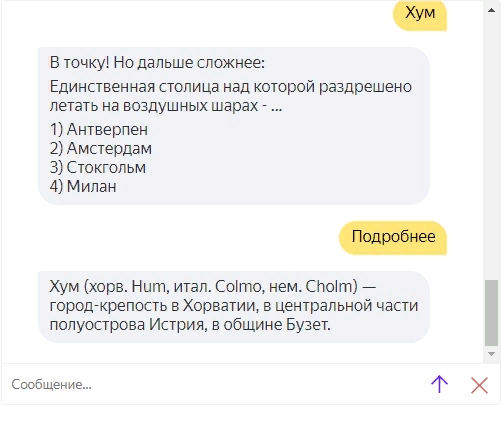 Хум
В точку! Но дальше сложнее:
Единственная столица над которой раздрешено
летать на воздушных шарах - ...
1) Антверпен
2) Амстердам
3) Стокгольм
4) Милан
Подробнее
Хум (хорв. Hum, итал. Colmo, нем. Cholm) —
город-крепость в Хорватии, в центральной части
полуострова Истрия, в общине Бузет.
Сообщение...